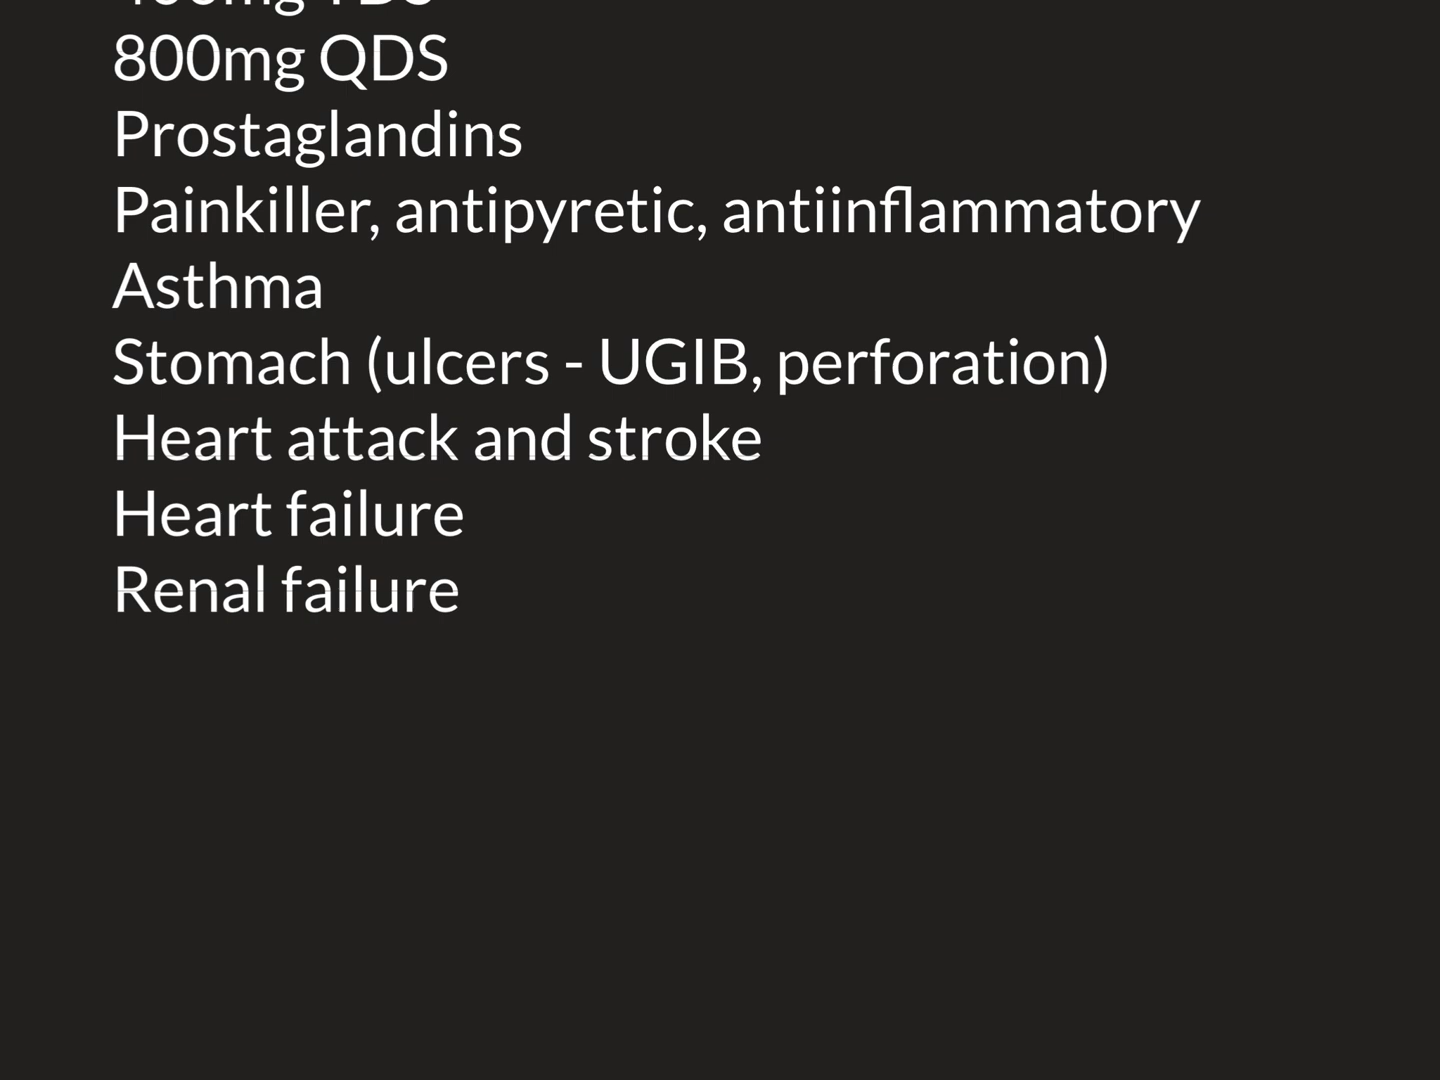 800mg QDS
Prostaglandins
Painkiller, antipyretic, antiinflammatory
Asthma
Stomach (ulcers - UGIB, perforation)
Heart attack and stroke
Heart failure
Renal failure